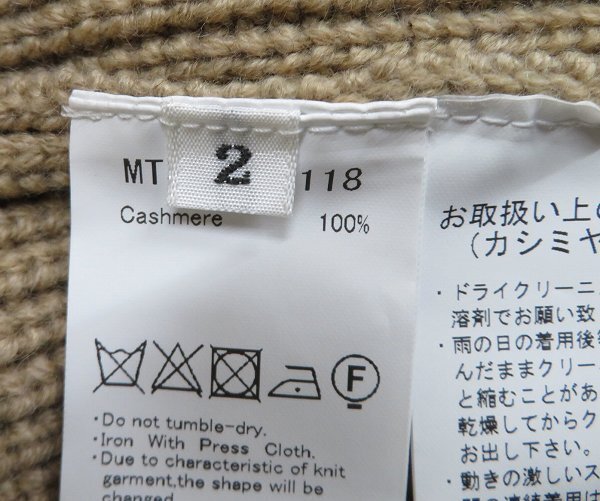 2
MT 118
Cashmere 100%
F
・Do not tumble-dry.
・Iron With Press Cloth.
・Due to characteristic of knit
garment,the shape will be
changed
お取扱い上の
(カシミヤ
・ドライクリーニ
溶剤でお願い致
・雨の日の着用後
んだままクリー
と縮むことがあ
乾燥してからク
お出し下さい。
・動きの激しいス